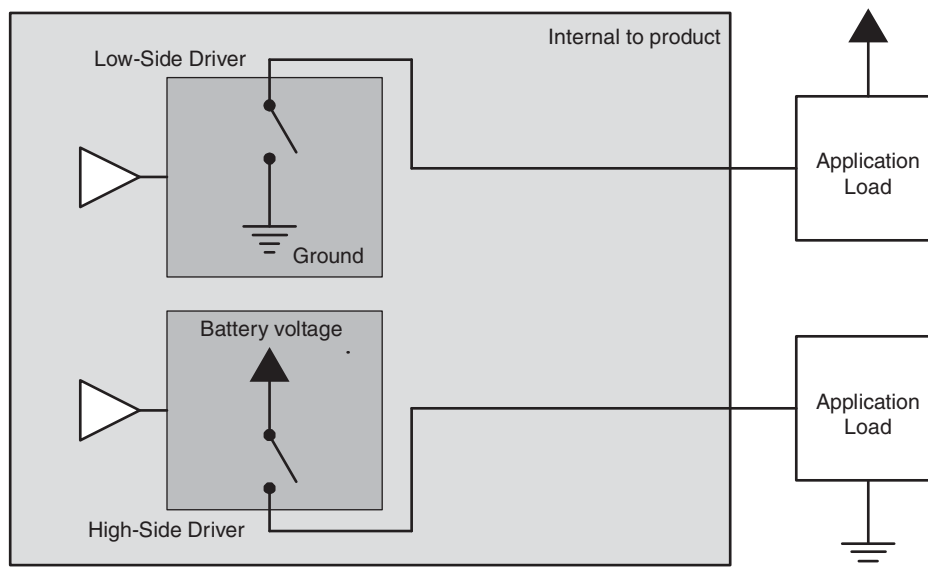 Internal to product
Low-Side Driver
Application
Load
Ground
Battery voltage
Application
Load
High-Side Driver